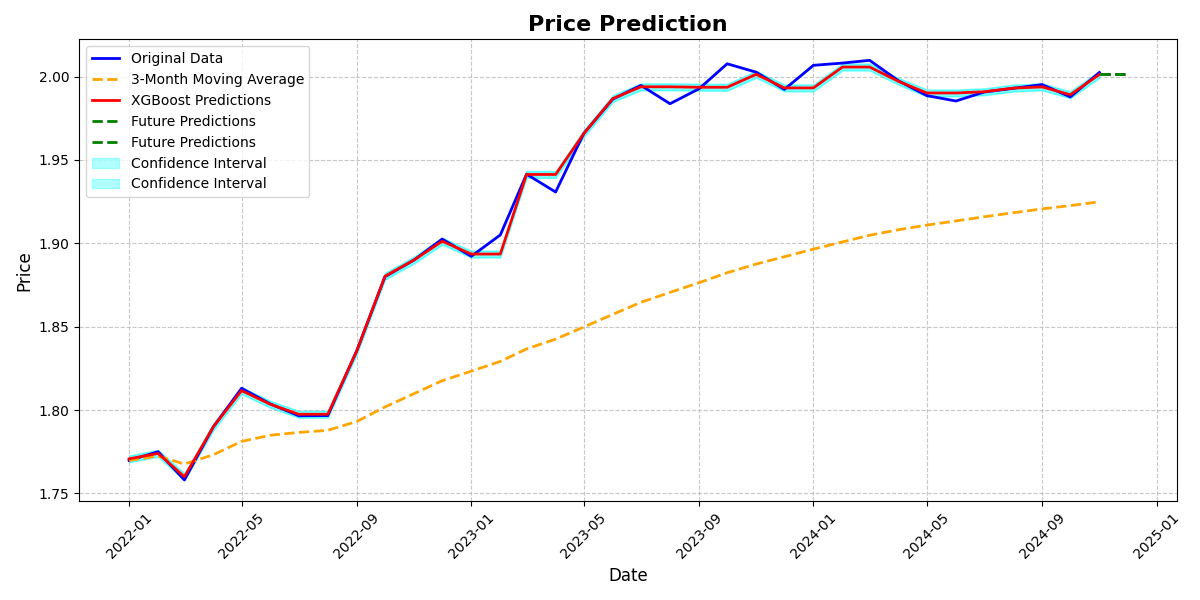 Price Prediction
Original Data
3-Month Moving Average
XGBoost Predictions
Future Predictions
Future Predictions
Confidence Interval
Confidence Interval
Price
2.00
1.95
1.90
1.85
1.80
1.75
2022-01
2022-05
2022-09
2023-01
2023-05
2023-09
2024-01
2024-05
2024-09
2025-01
Date